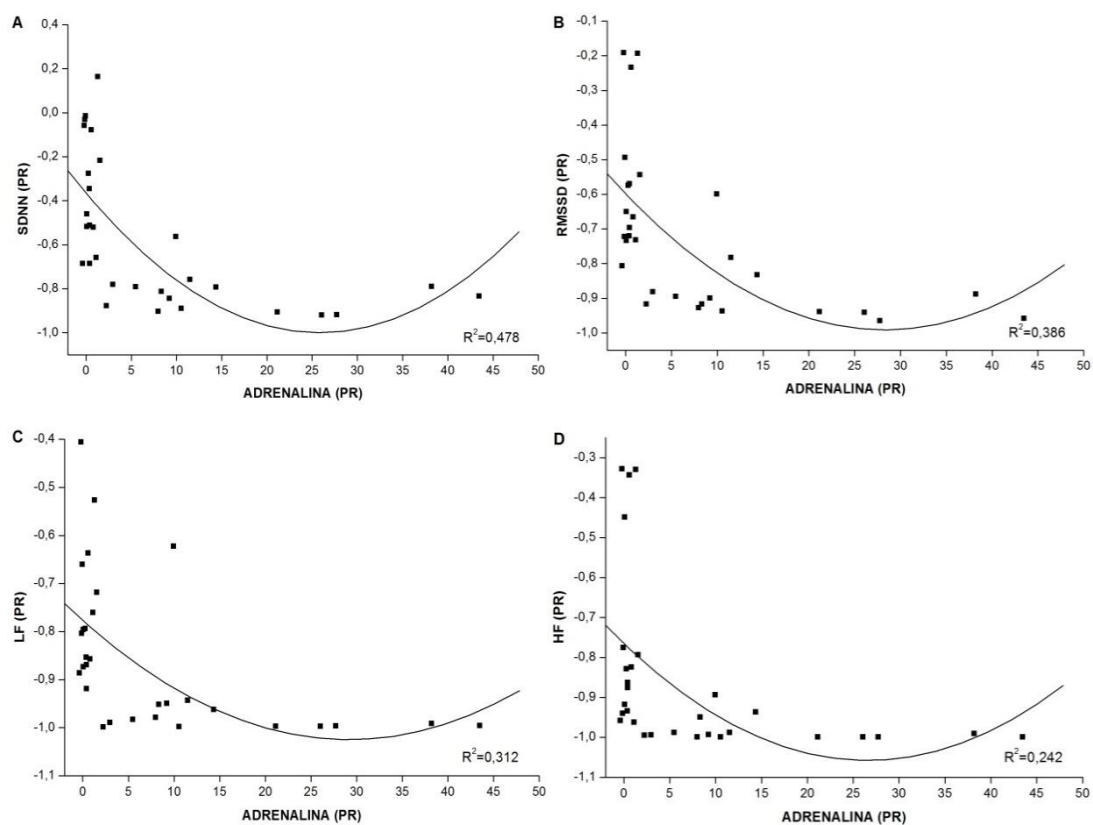 A
0,4
0,2
0,0
-0,2
-0,4
-0,6
-0,8
-1,0
SDNN (PR)
R²=0,478
0 5 10 15 20 25 30 35 40 45 50
ADRENALINA (PR)
B
-0,1
-0,2
-0,3
-0,4
-0,5
-0,6
-0,7
-0,8
-0,9
-1,0
RMSSD (PR)
R²=0,386
0 5 10 15 20 25 30 35 40 45 50
ADRENALINA (PR)
C
-0,4
-0,5
-0,6
-0,7
-0,8
-0,9
-1,0
-1,1
LF (PR)
R²=0,312
0 5 10 15 20 25 30 35 40 45 50
ADRENALINA (PR)
D
-0,3
-0,4
-0,5
-0,6
-0,7
-0,8
-0,9
-1,0
-1,1
HF (PR)
R²=0,242
0 5 10 15 20 25 30 35 40 45 50
ADRENALINA (PR)